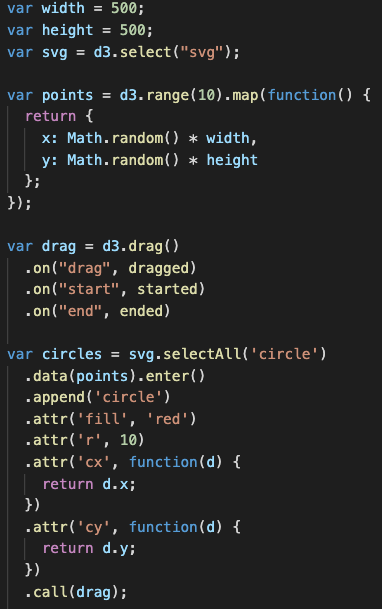 var width = 500;
var height = 500;
var svg = d3.select("svg");

var points = d3.range(10).map(function() {
  return {
    x: Math.random() * width,
    y: Math.random() * height
  };
});

var drag = d3.drag()
  .on("drag", dragged)
  .on("start", started)
  .on("end", ended)

var circles = svg.selectAll('circle')
  .data(points).enter()
  .append('circle')
  .attr('fill', 'red')
  .attr('r', 10)
  .attr('cx', function(d) {
    return d.x;
  })
  .attr('cy', function(d) {
    return d.y;
  })
  .call(drag);